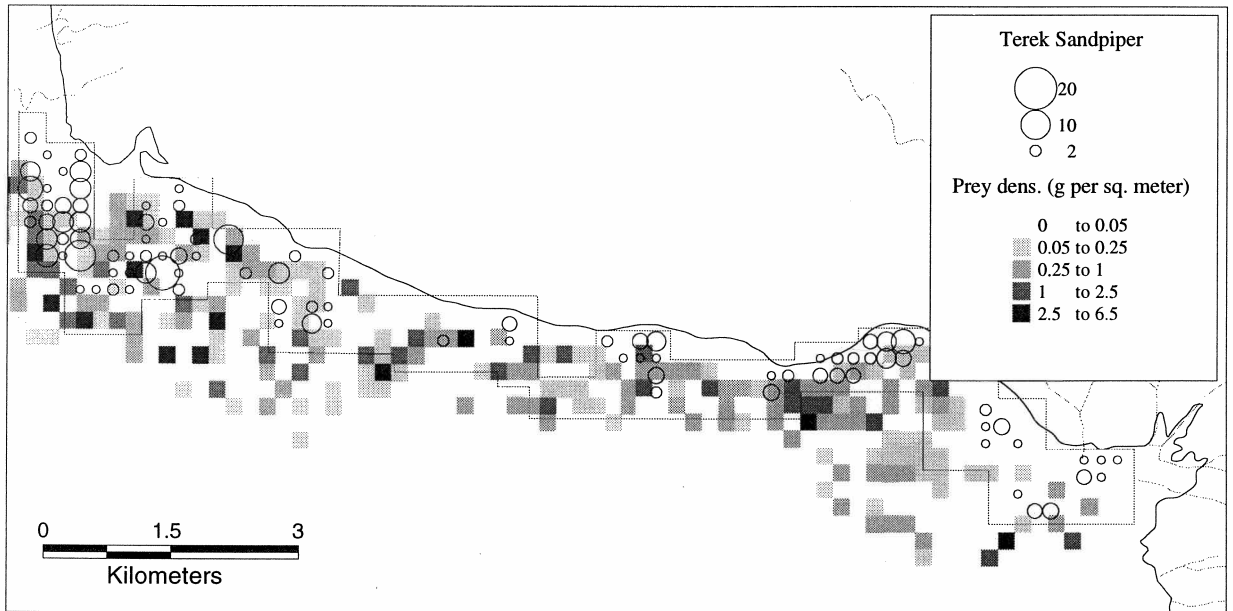 Terek Sandpiper
20
10
2
Prey dens. (g per sq. meter)
0 to 0.05
0.05 to 0.25
0.25 to 1
1 to 2.5
2.5 to 6.5
0 1.5 3
Kilometers